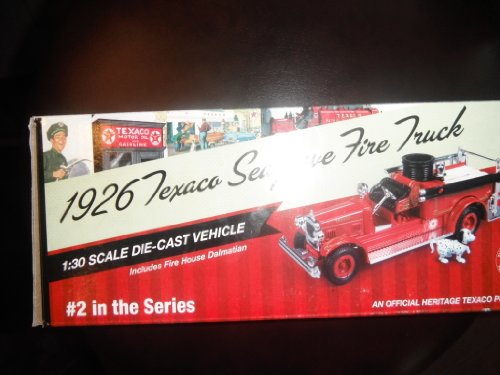 TEXACO
MOTOR OIL
GASOLINE
1926 Texaco Seagrave Fire Truck
1:30 SCALE DIE-CAST VEHICLE
Includes Fire House Dalmatian
#2 in the Series
AN OFFICIAL HERITAGE TEXACO